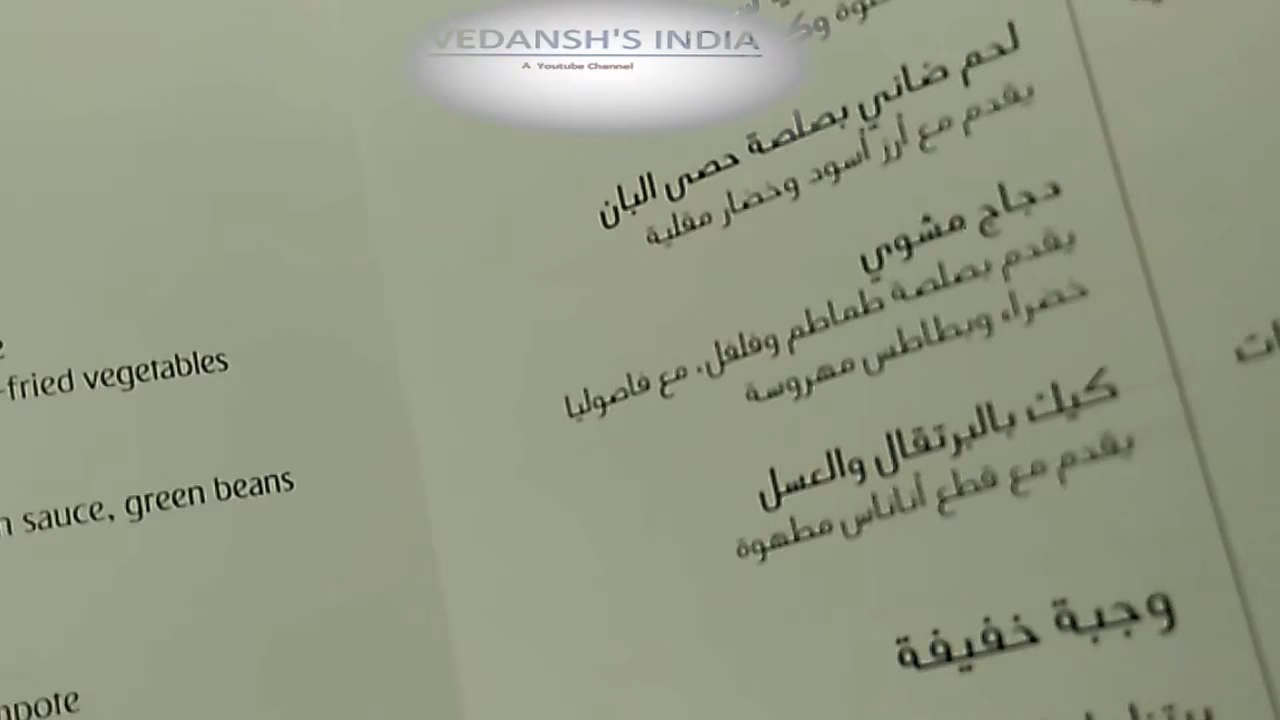 VEDANSH'S INDIA
A Youtube Channel
لحم ضاني بصلصة حصى البان
يقدم مع أرز أسود وخضار مقلية
دجاج مشوي
يقدم بصلصة طماطم وفلفل، مع فاصوليا
خضراء وبطاطس مهروسة
كيك بالبرتقال والعسل
يقدم مع قطع أناناس مطهوة
وجبة خفيفة
-fried vegetables
sauce, green beans